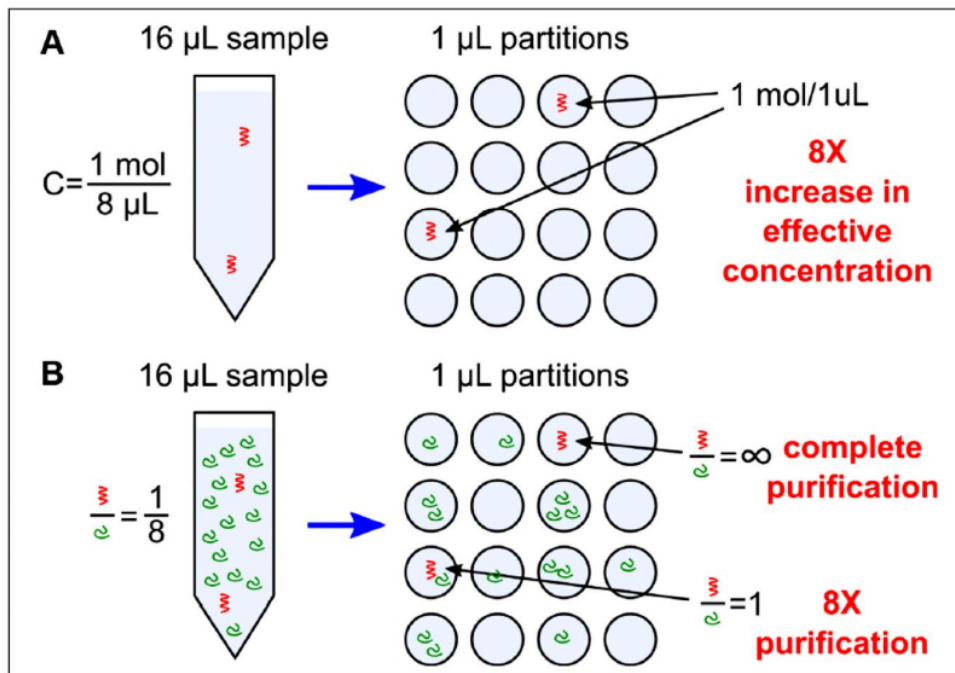 A
16 µL sample
1 µL partitions
C=
1 mol
8 µL
1 mol/1uL
8X
increase in
effective
concentration
B
16 µL sample
1 µL partitions
=
1
8
=∞
complete
purification
=1
8X
purification